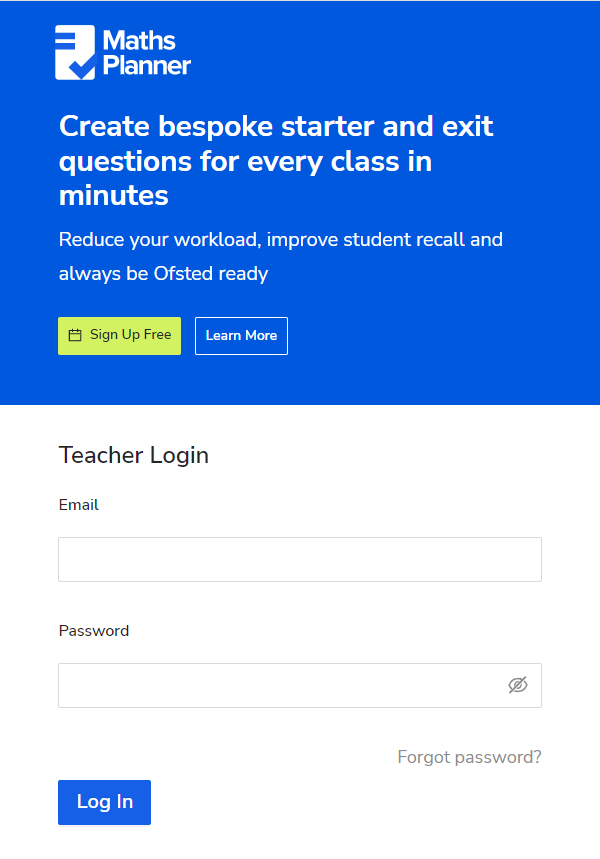 Maths
Planner
Create bespoke starter and exit
questions for every class in
minutes
Reduce your workload, improve student recall and
always be Ofsted ready
Sign Up Free
Learn More
Teacher Login
Email
Password
Forgot password?
Log In